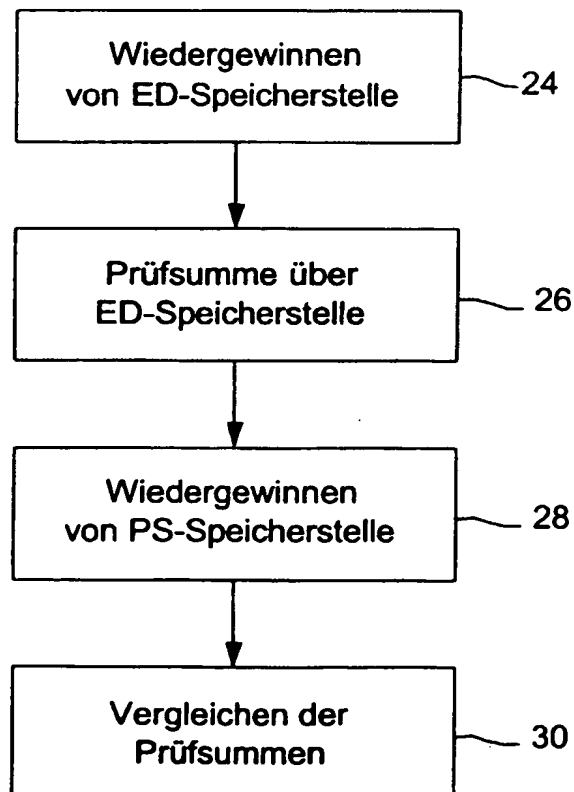 Wiedergewinnen
von ED-Speicherstelle
24
Prüfsumme über
ED-Speicherstelle
26
Wiedergewinnen
von PS-Speicherstelle
28
Vergleichen der
Prüfsummen
30